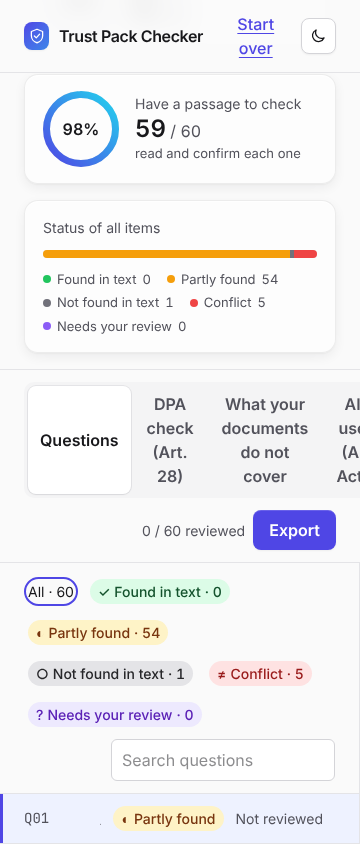 Trust Pack Checker
Start
over
98%
Have a passage to check
59 / 60
read and confirm each one
Status of all items
Found in text 0
Partly found 54
Not found in text 1
Conflict 5
Needs your review 0
Questions
DPA
check
(Art.
28)
What your
documents
do not
cover
0 / 60 reviewed
Export
All · 60
✓ Found in text · 0
Partly found · 54
Not found in text · 1
≠ Conflict · 5
? Needs your review · 0
Search questions
Q01
Partly found
Not reviewed